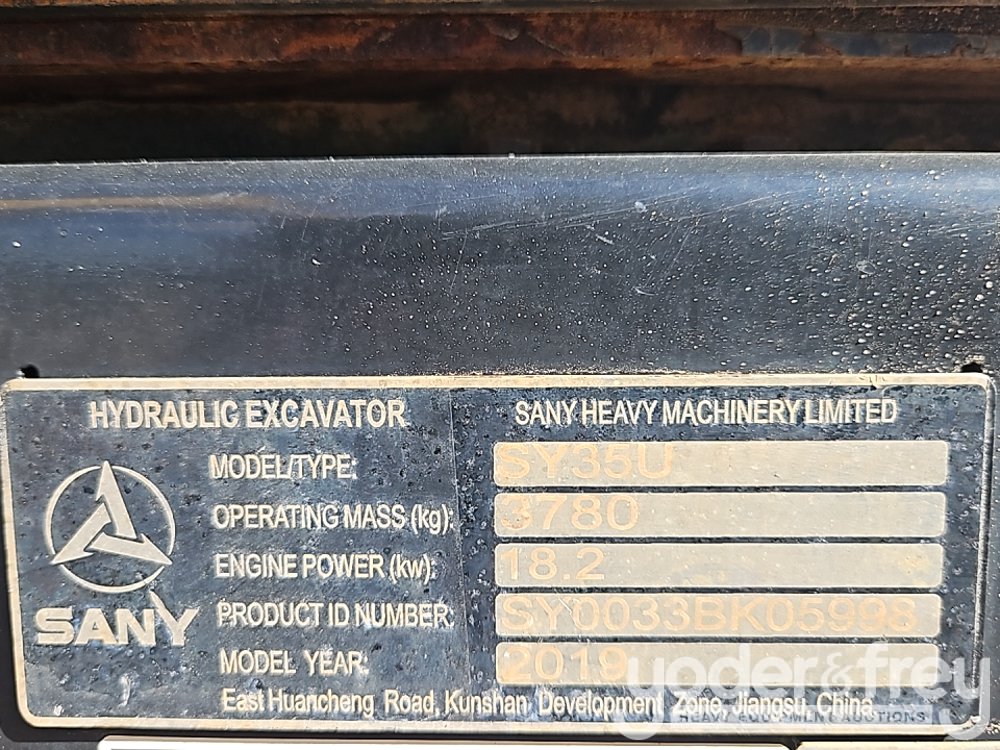 HYDRAULIC EXCAVATOR SANY HEAVY MACHINERY LIMITED
MODEL/TYPE: SY35U
OPERATING MASS (kg): 3780
ENGINE POWER (kw): 18.2
PRODUCT ID NUMBER: SY0033BK05998
SANY
MODEL YEAR: 2019
East Huancheng Road, Kunshan Development Zone, Jiangsu, China
yoder&frey
HEAVY EQUIPMENT AUCTIONS